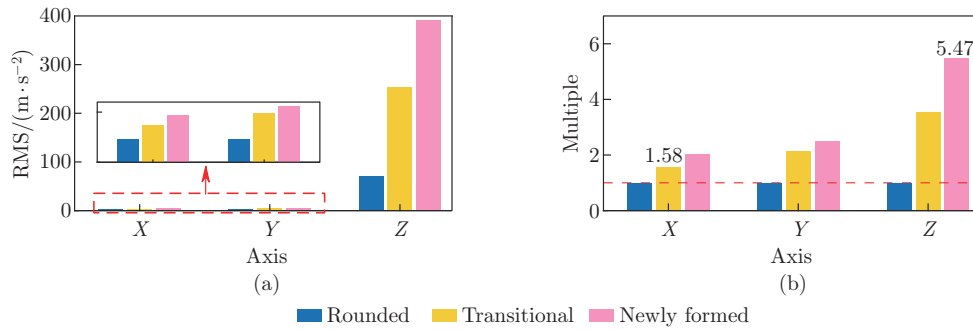 400
300
200
100
0
RMS/(m·s⁻²)
X
Y
Z
Axis
(a)
6
4
2
0
Multiple
1.58
5.47
X
Y
Z
Axis
(b)
Rounded
Transitional
Newly formed